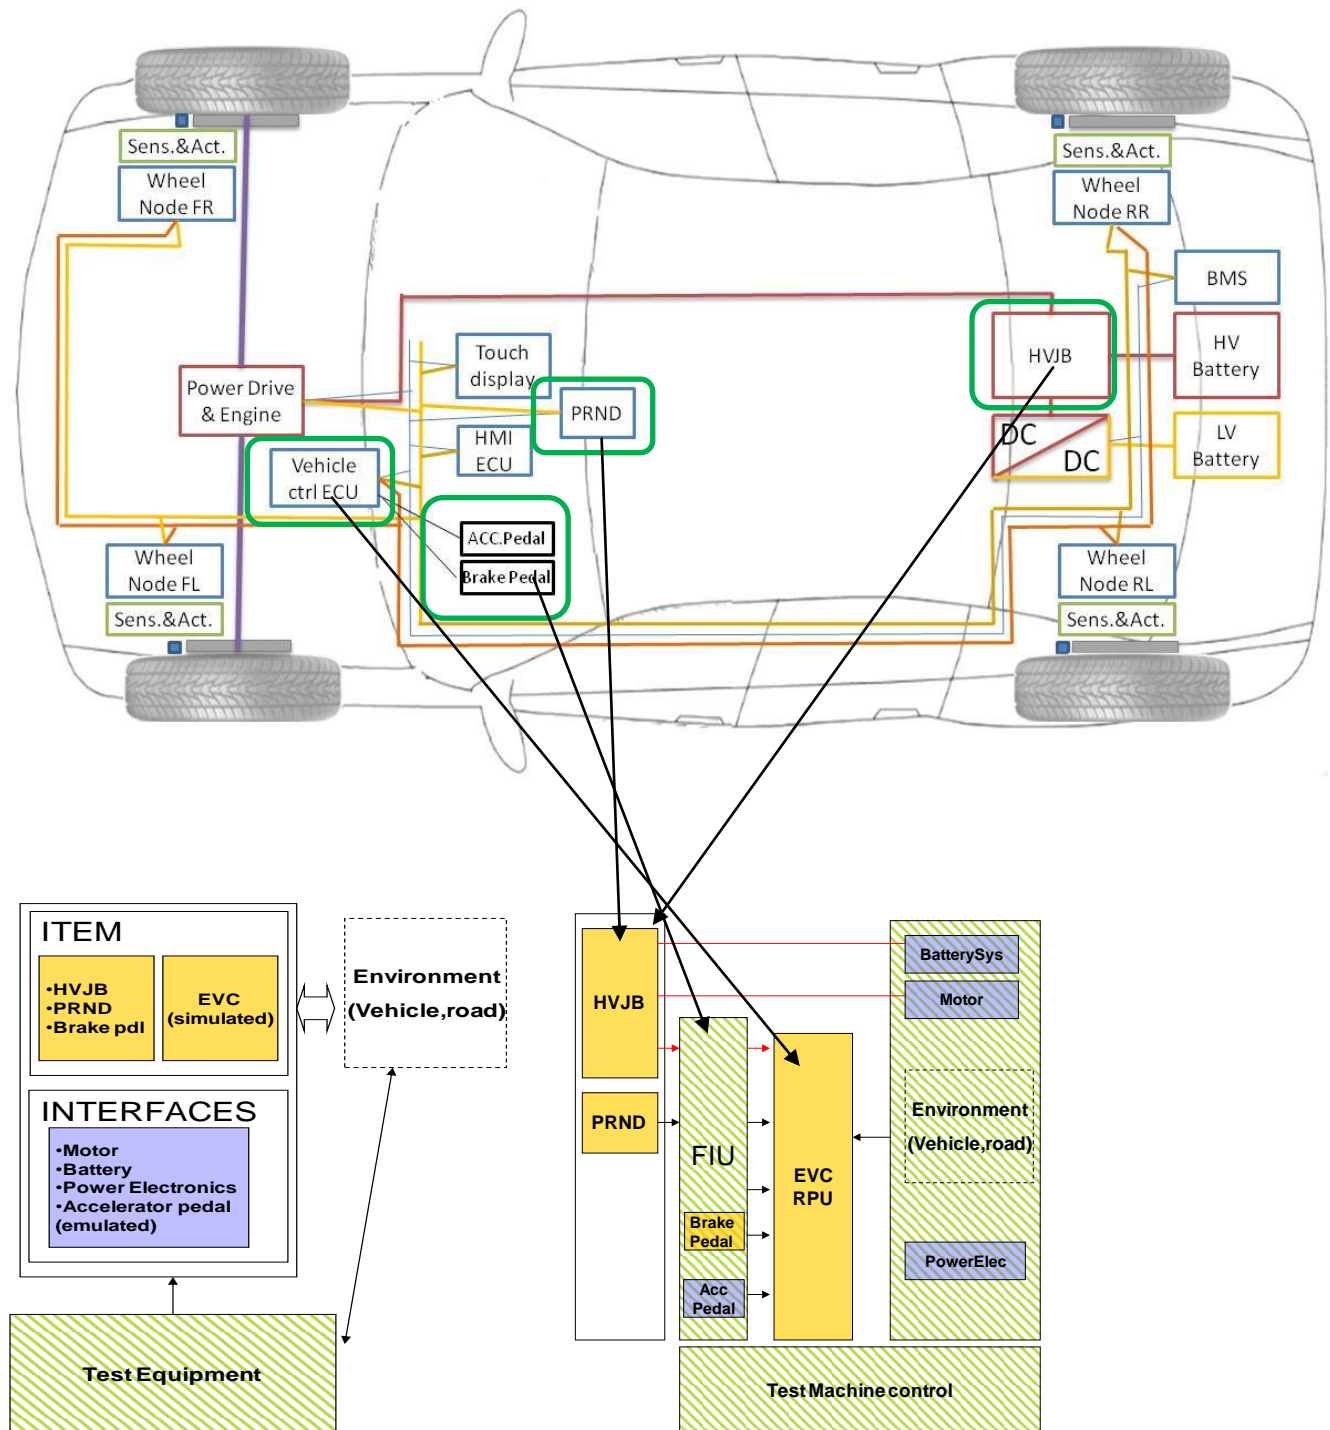 Sens.&Act.
Wheel
Node FR
Sens.&Act.
Wheel
Node RR
BMS
HV
Battery
HVJB
Touch
display
PRND
Power Drive
& Engine
HMI
ECU
DC
DC
LV
Battery
Vehicle
ctrl ECU
ACC.Pedal
Brake Pedal
Wheel
Node FL
Sens.&Act.
Wheel
Node RL
Sens.&Act.
ITEM
•HVJB
•PRND
•Brake pdl
EVC
(simulated)
Environment
(Vehicle,road)
INTERFACES
•Motor
•Battery
•Power Electronics
•Accelerator pedal
(emulated)
Test Equipment
HVJB
PRND
FIU
Brake
Pedal
Acc
Pedal
EVC
RPU
BatterySys
Motor
Environment
(Vehicle,road)
PowerElec
Test Machine control